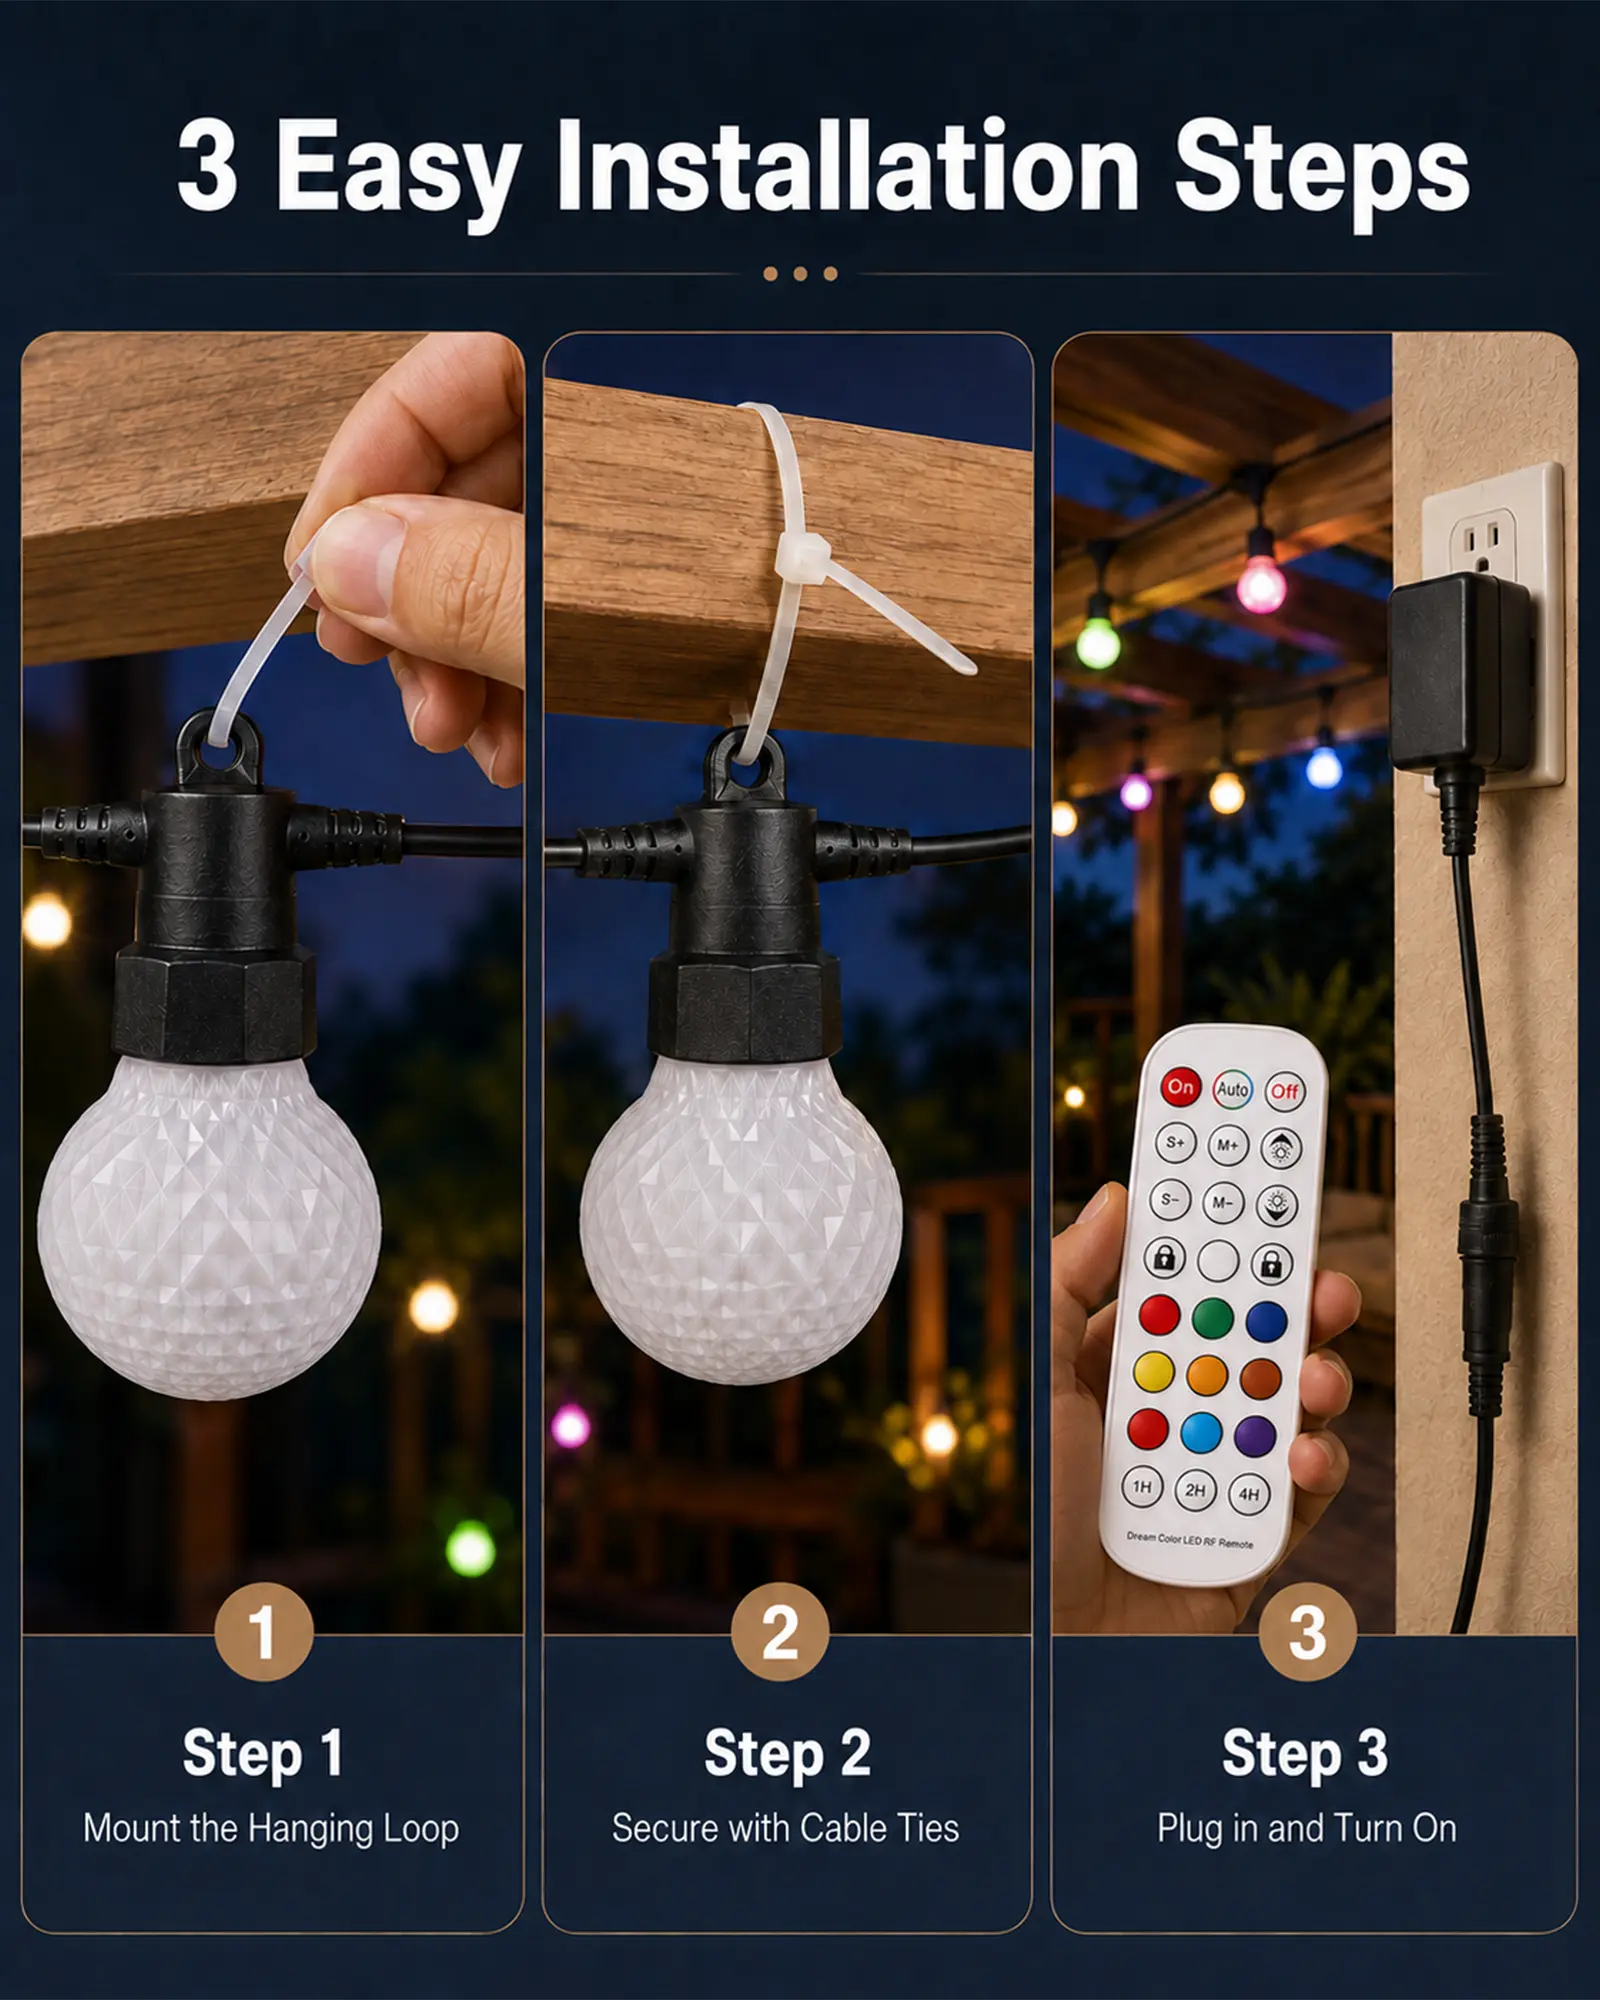 3 Easy Installation Steps
On Auto Off
S+ M+
S− M−
1H 2H 4H
Dream Color LED RF Remote
1 2 3
Step 1
Mount the Hanging Loop
Step 2
Secure with Cable Ties
Step 3
Plug in and Turn On